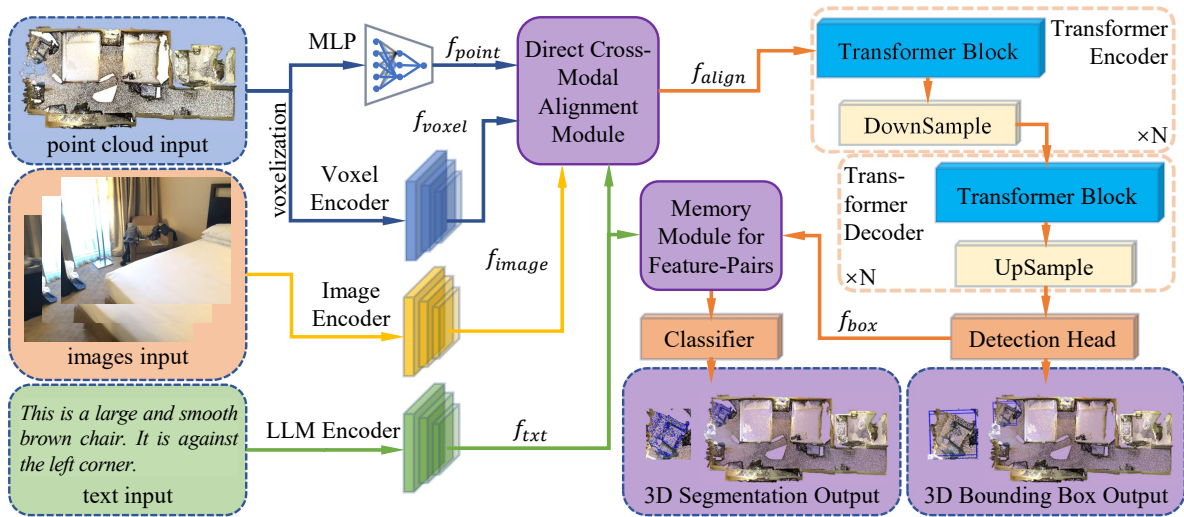 point cloud input
images input
This is a large and smooth
brown chair. It is against
the left corner.
text input
voxelization
MLP
Voxel
Encoder
Image
Encoder
LLM Encoder
f_point
f_voxel
f_image
f_txt
Direct Cross-
Modal
Alignment
Module
f_align
Memory
Module for
Feature-Pairs
Classifier
3D Segmentation Output
Transformer Block
Transformer
Encoder
DownSample
×N
Trans-
former
Decoder
Transformer Block
UpSample
×N
f_box
Detection Head
3D Bounding Box Output